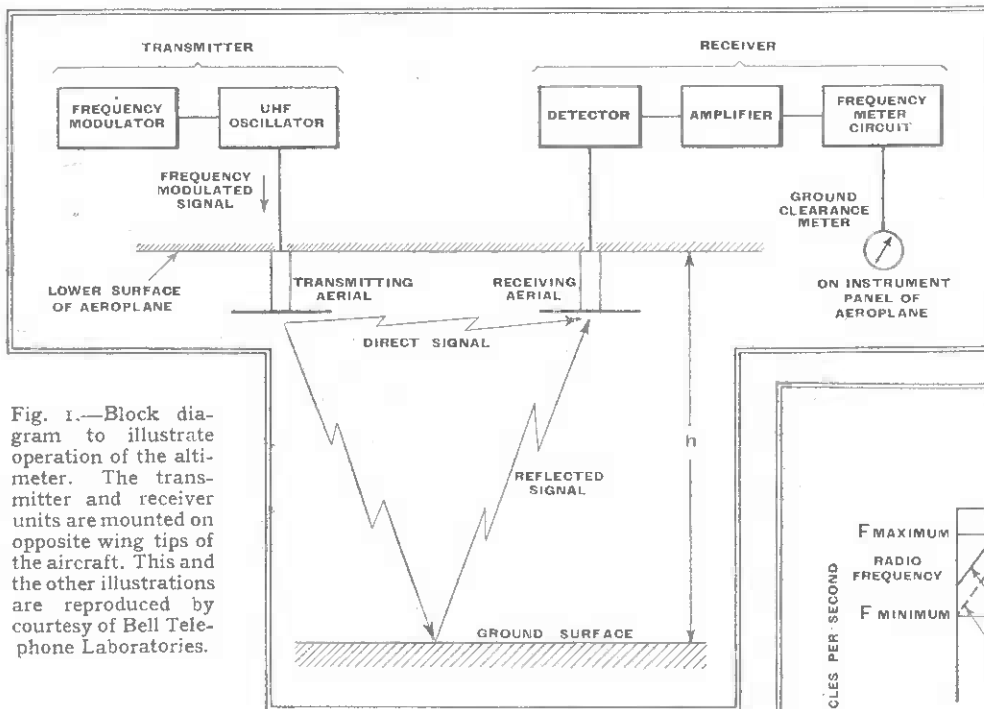 TRANSMITTER
RECEIVER
FREQUENCY
MODULATOR
UHF
OSCILLATOR
DETECTOR
AMPLIFIER
FREQUENCY
METER
CIRCUIT
FREQUENCY
MODULATED
SIGNAL
GROUND
CLEARANCE
METER
LOWER SURFACE
OF AEROPLANE
TRANSMITTING
AERIAL
RECEIVING
AERIAL
ON INSTRUMENT
PANEL OF
AEROPLANE
DIRECT SIGNAL
h
REFLECTED
SIGNAL
GROUND SURFACE
Fig. 1.—Block dia-
gram to illustrate
operation of the alti-
meter. The trans-
mitter and receiver
units are mounted on
opposite wing tips of
the aircraft. This and
the other illustrations
are reproduced by
courtesy of Bell Tele-
phone Laboratories.
F MAXIMUM
RADIO
FREQUENCY
F MINIMUM
CLES PER SECOND